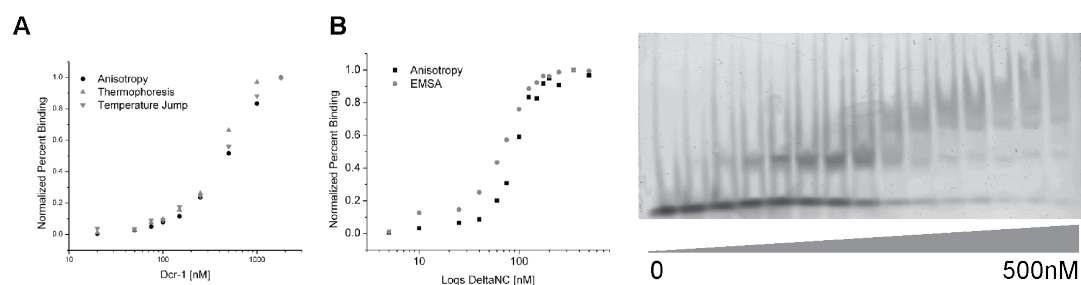 A
Anisotropy
Thermophoresis
Temperature Jump
Normalized Percent Binding
1.0
0.8
0.6
0.4
0.2
0.0
10
100
1000
Dcr-1 [nM]
B
Anisotropy
EMSA
Normalized Percent Binding
1.0
0.8
0.6
0.4
0.2
0.0
10
100
Loqs DeltaNC [nM]
0
500nM